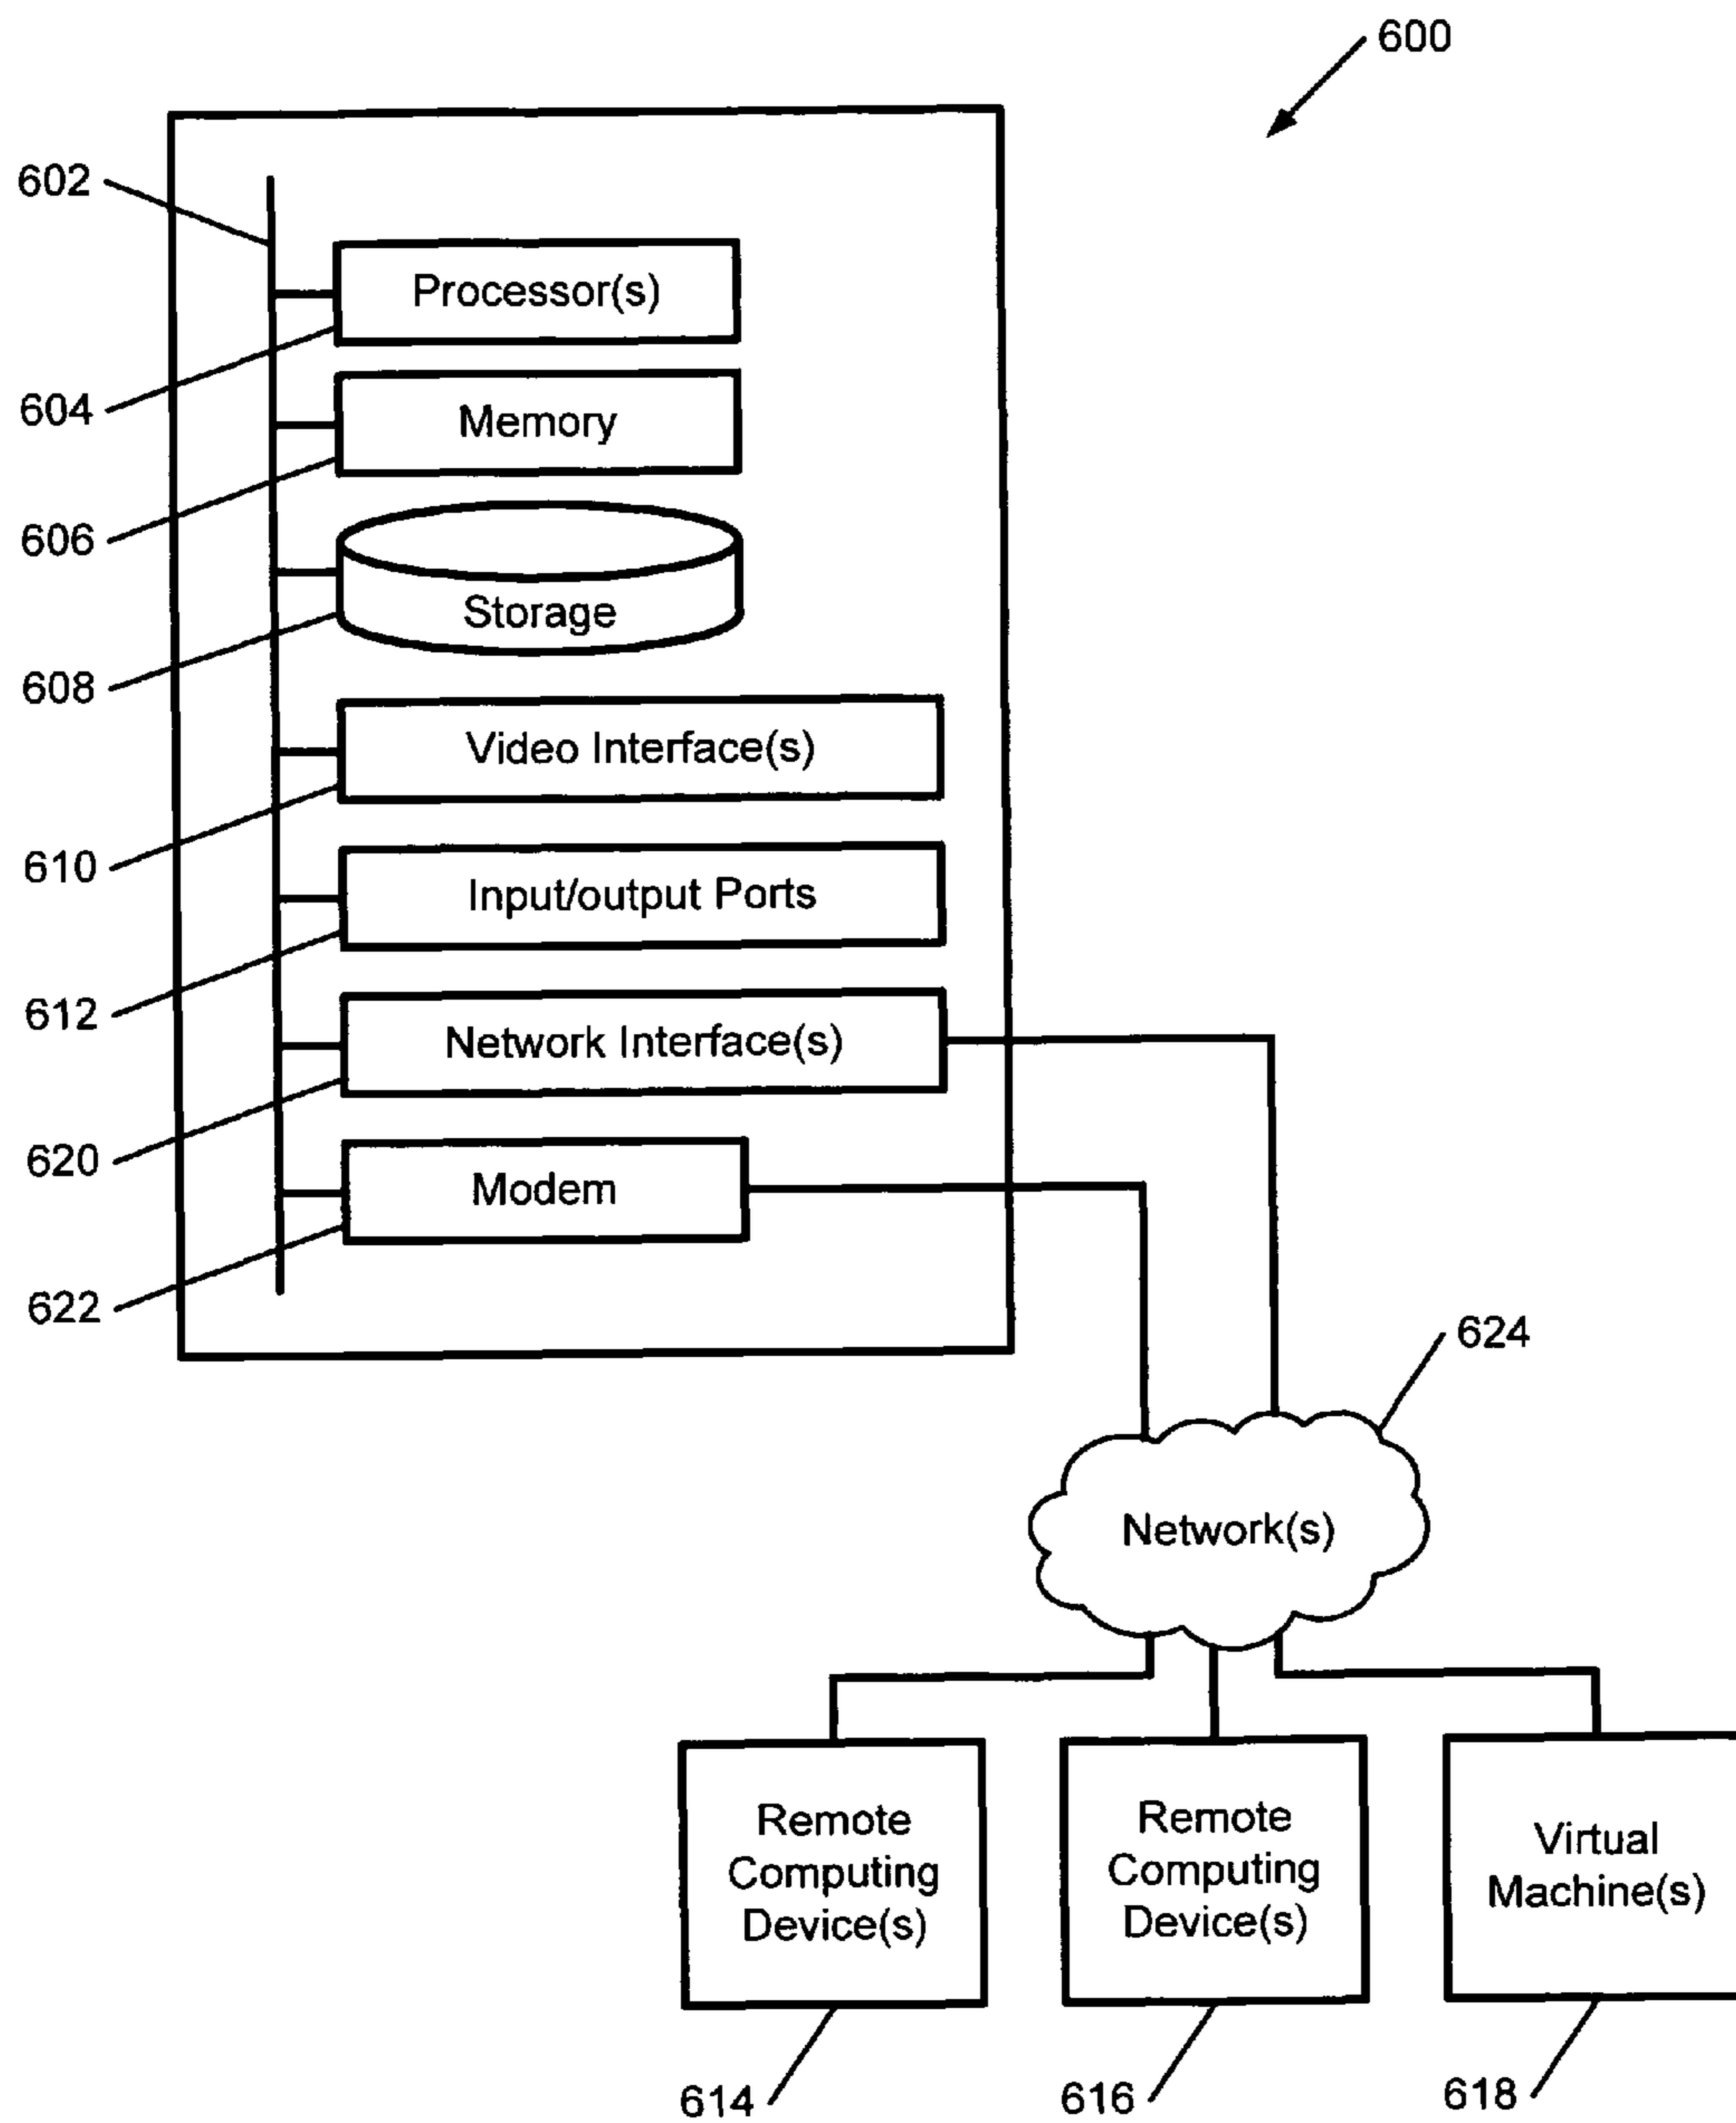 600
602
Processor(s)
604
Memory
606
Storage
608
Video Interface(s)
610
Input/output Ports
612
Network Interface(s)
620
Modem
622
624
Network(s)
Remote
Computing
Device(s)
Remote
Computing
Device(s)
Virtual
Machine(s)
614
616
618